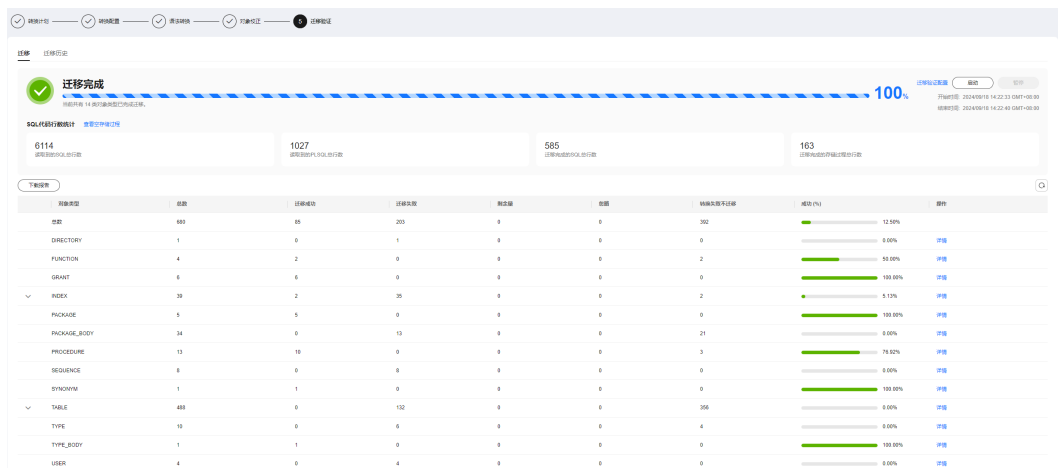 转换计划 转换配置 语法转换 对象校正 5 迁移验证
迁移 迁移历史
迁移完成
当前共有 14 类对象类型已完成迁移。
100%
迁移验证配置 启动 暂停
开始时间: 2024/09/18 14:22:33 GMT+08:00
结束时间: 2024/09/18 14:22:40 GMT+08:00
SQL代码行数统计 查看空存储过程
6114 1027 585 163
读取到的SQL总行数 读取到的PL/SQL总行数 迁移完成的SQL总行数 迁移完成的存储过程总行数
下载报告
对象类型 总数 迁移成功 迁移失败 剩余量 忽略 转换失败不迁移 成功 (%) 操作
总数 680 85 203 0 0 392 12.50%
DIRECTORY 1 0 1 0 0 0 0.00% 详情
FUNCTION 4 2 0 0 0 2 50.00% 详情
GRANT 6 6 0 0 0 0 100.00% 详情
INDEX 39 2 35 0 0 2 5.13% 详情
PACKAGE 5 5 0 0 0 0 100.00% 详情
PACKAGE_BODY 34 0 13 0 0 21 0.00% 详情
PROCEDURE 13 10 0 0 0 3 76.92% 详情
SEQUENCE 8 0 8 0 0 0 0.00% 详情
SYNONYM 1 1 0 0 0 0 100.00% 详情
TABLE 488 0 132 0 0 356 0.00% 详情
TYPE 10 0 6 0 0 4 0.00% 详情
TYPE_BODY 1 1 0 0 0 0 100.00% 详情
USER 4 0 4 0 0 0 0.00% 详情